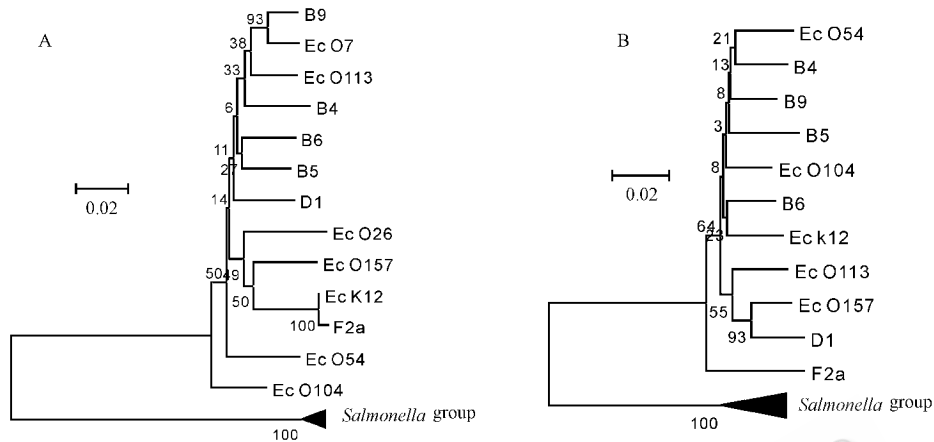 A
93
B9
Ec O7
38
Ec O113
33
B4
6
B6
11
27
B5
14
D1
0.02
Ec O26
Ec O157
50
49
50
Ec K12
100
F2a
Ec O54
Ec O104
Salmonella group
100
B
21
Ec O54
13
B4
8
B9
3
B5
8
Ec O104
0.02
B6
64
23
Ec k12
Ec O113
55
Ec O157
93
D1
F2a
Salmonella group
100